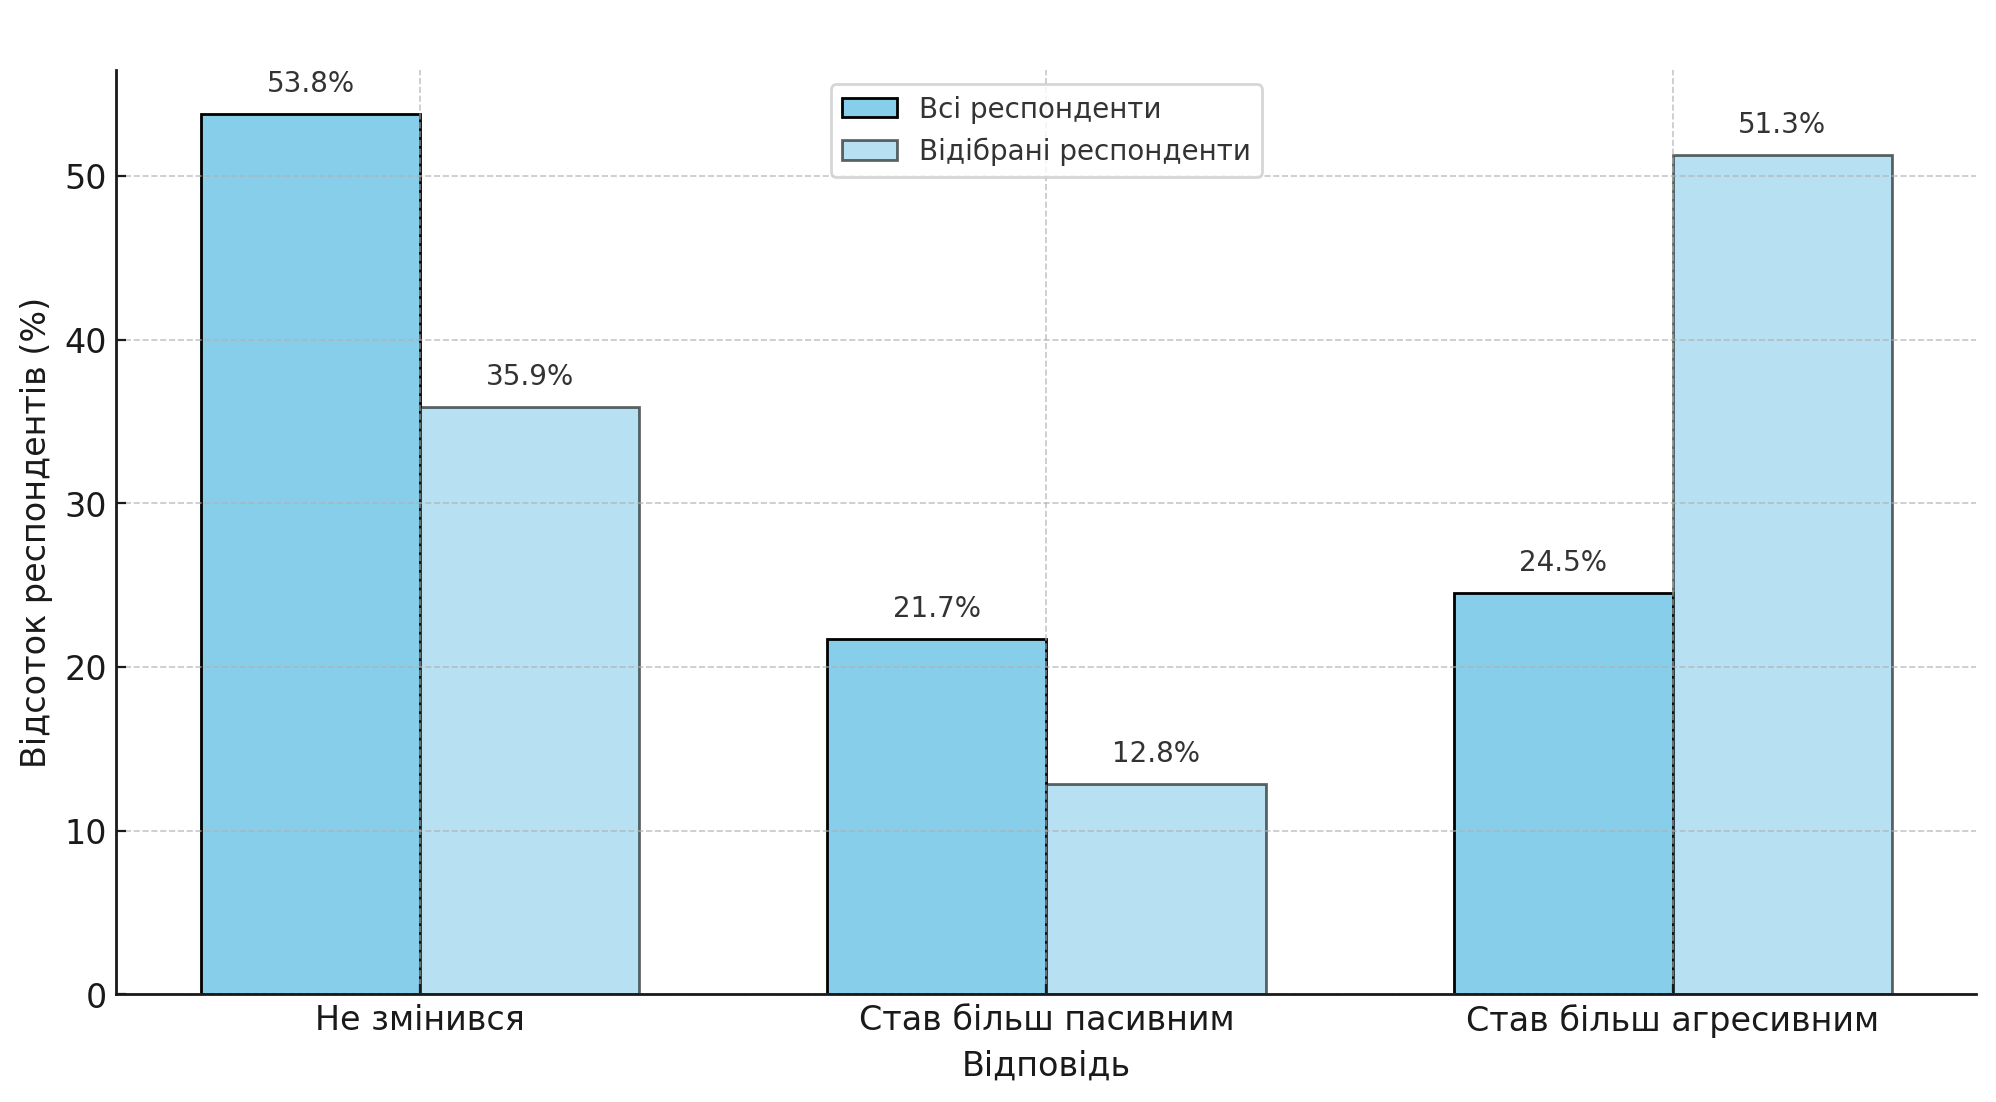 53.8%
Всі респонденти
Відібрані респонденти
51.3%
50
40
35.9%
30
24.5%
21.7%
20
12.8%
10
0
Відсоток респондентів (%)
Не змінився
Став більш пасивним
Став більш агресивним
Відповідь